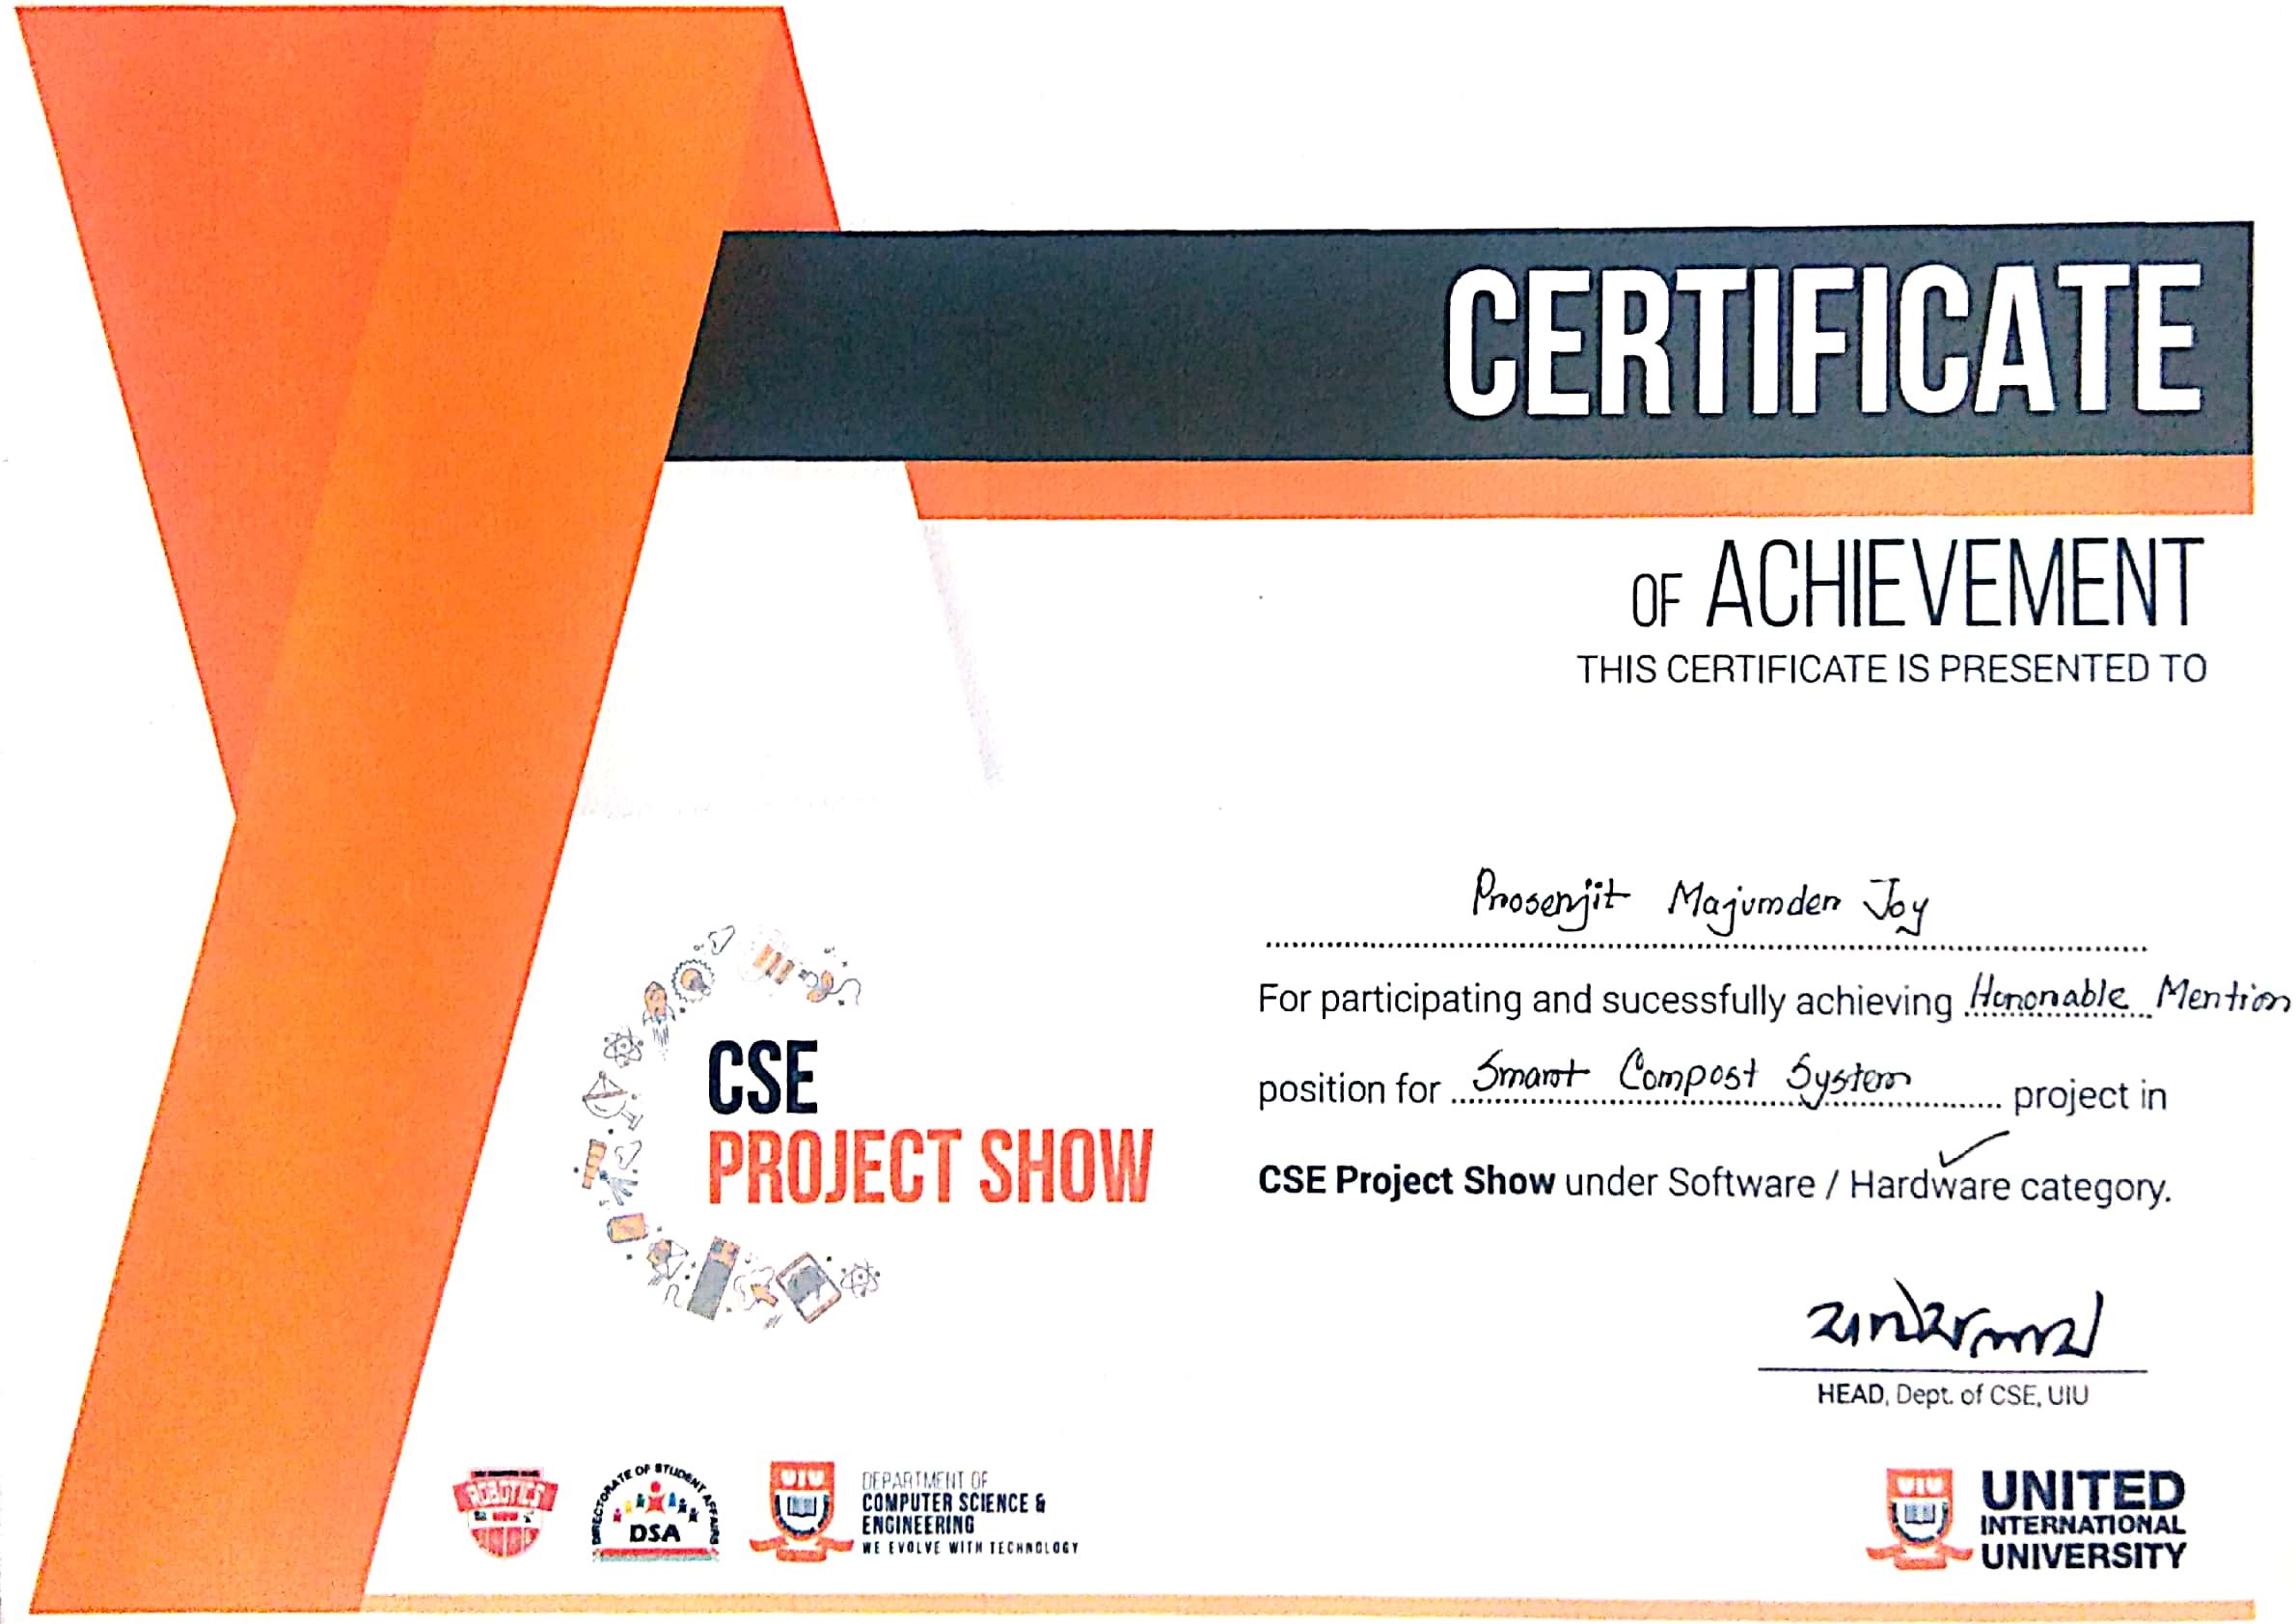 CERTIFICATE
OF ACHIEVEMENT
THIS CERTIFICATE IS PRESENTED TO
Prosenjit Majumder Joy
For participating and sucessfully achieving Honorable Mention
position for Smart Compost System project in
CSE Project Show under Software / Hardware category.
CSE
PROJECT SHOW
HEAD, Dept. of CSE, UIU
ROBOTICS
DIRECTORATE OF STUDENT AFFAIRS
DSA
UIU
DEPARTMENT OF
COMPUTER SCIENCE &
ENGINEERING
WE EVOLVE WITH TECHNOLOGY
UIU
UNITED
INTERNATIONAL
UNIVERSITY